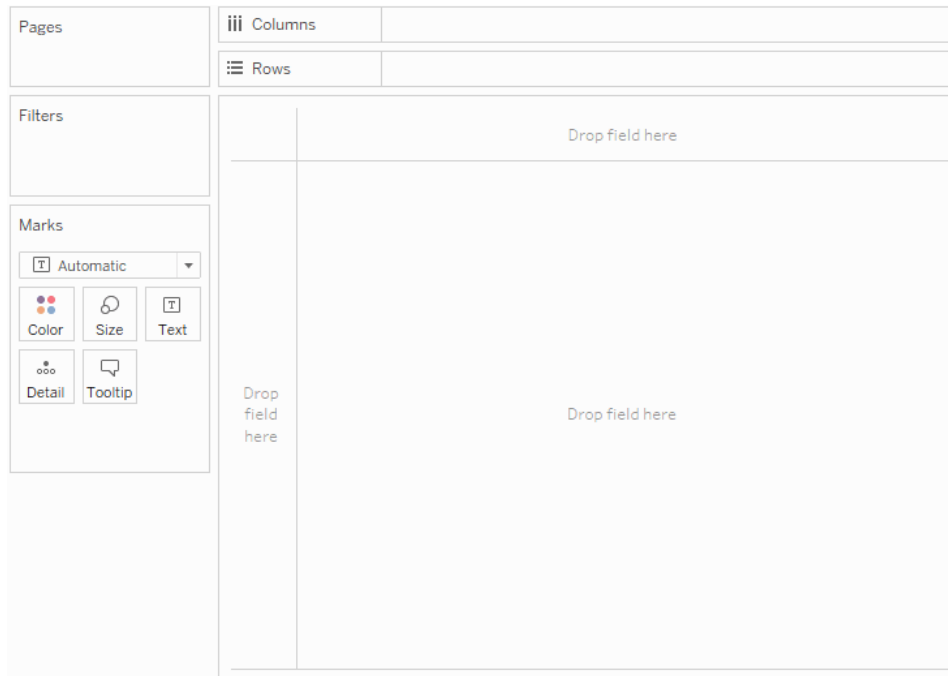 Pages
Columns
Rows
Filters
Drop field here
Marks
Automatic
Color
Size
T
Text
Detail
Tooltip
Drop
field
here
Drop field here